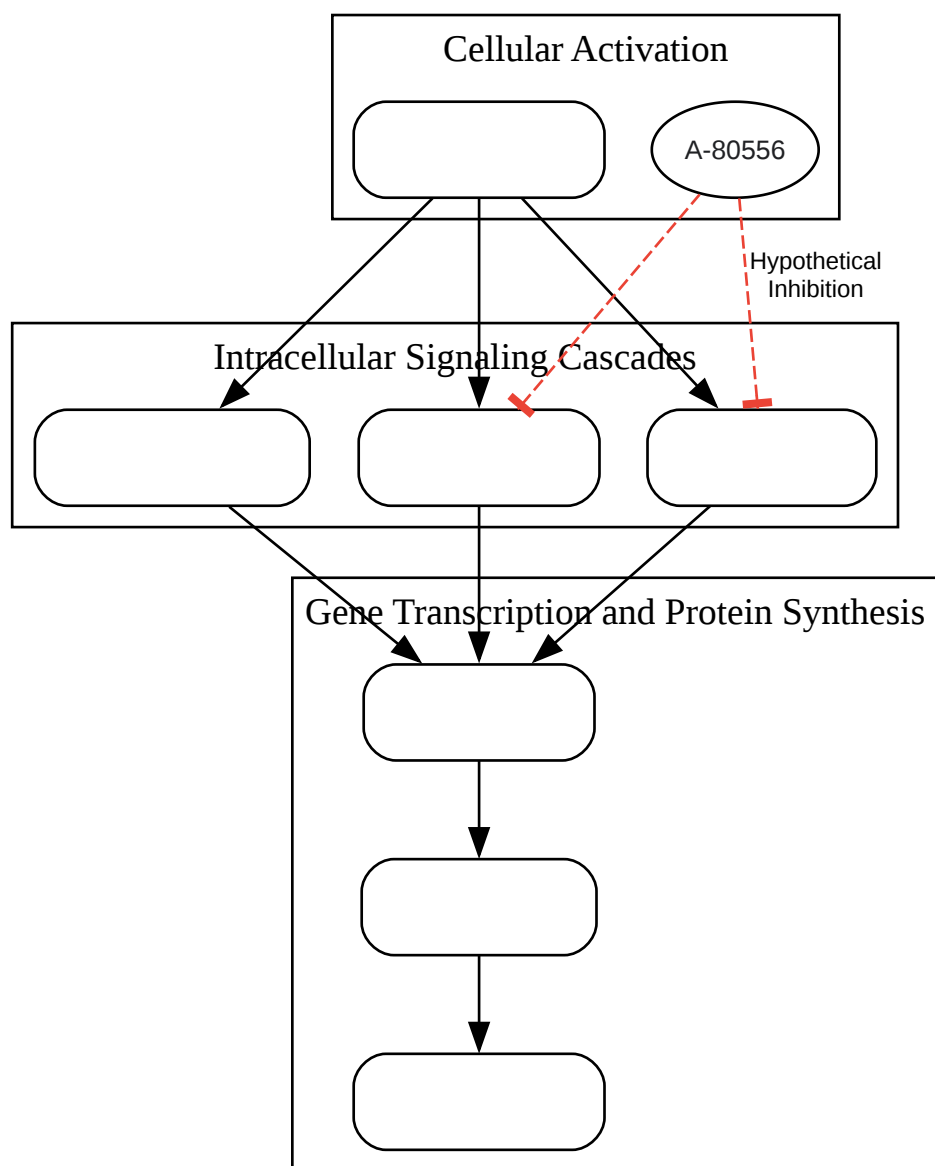 Cellular Activation
A-80556
Hypothetical
Inhibition
Intracellular Signaling Cascades
Gene Transcription and Protein Synthesis